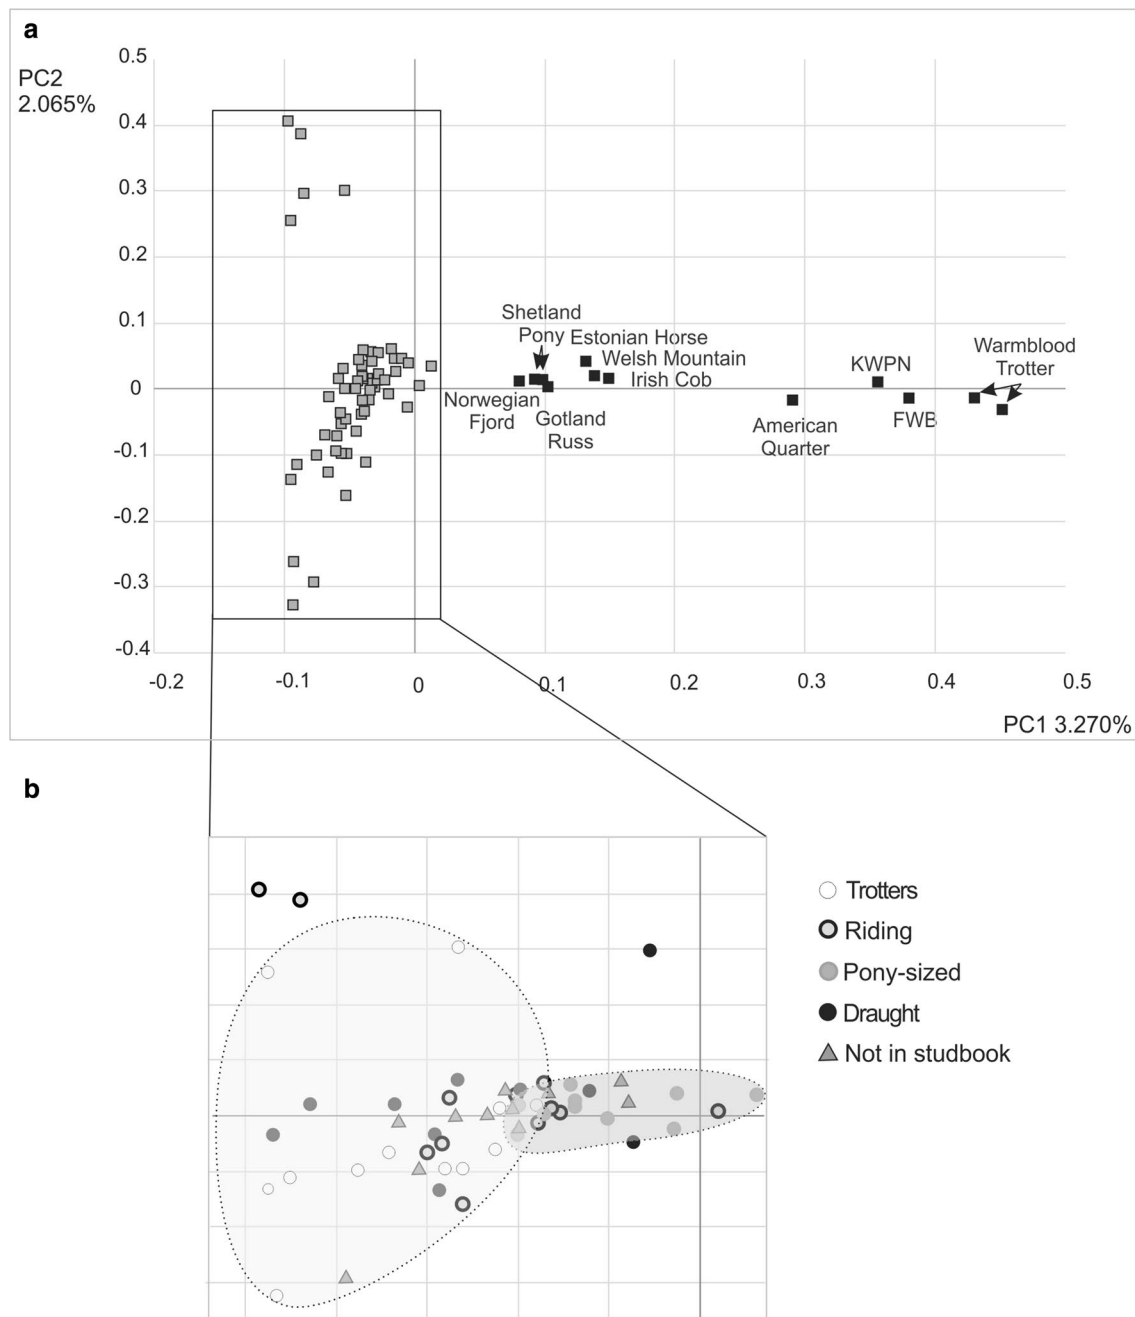 a
PC2
2.065%
0.5
0.4
0.3
0.2
0.1
0
-0.1
-0.2
-0.3
-0.4
-0.2
-0.1
0
0.1
0.2
0.3
0.4
0.5
PC1 3.270%
Shetland
Pony
Estonian Horse
Welsh Mountain
Irish Cob
Norwegian
Fjord
Gotland
Russ
American
Quarter
KWPN
FWB
Warmblood
Trotter
b
Trotters
Riding
Pony-sized
Draught
Not in studbook